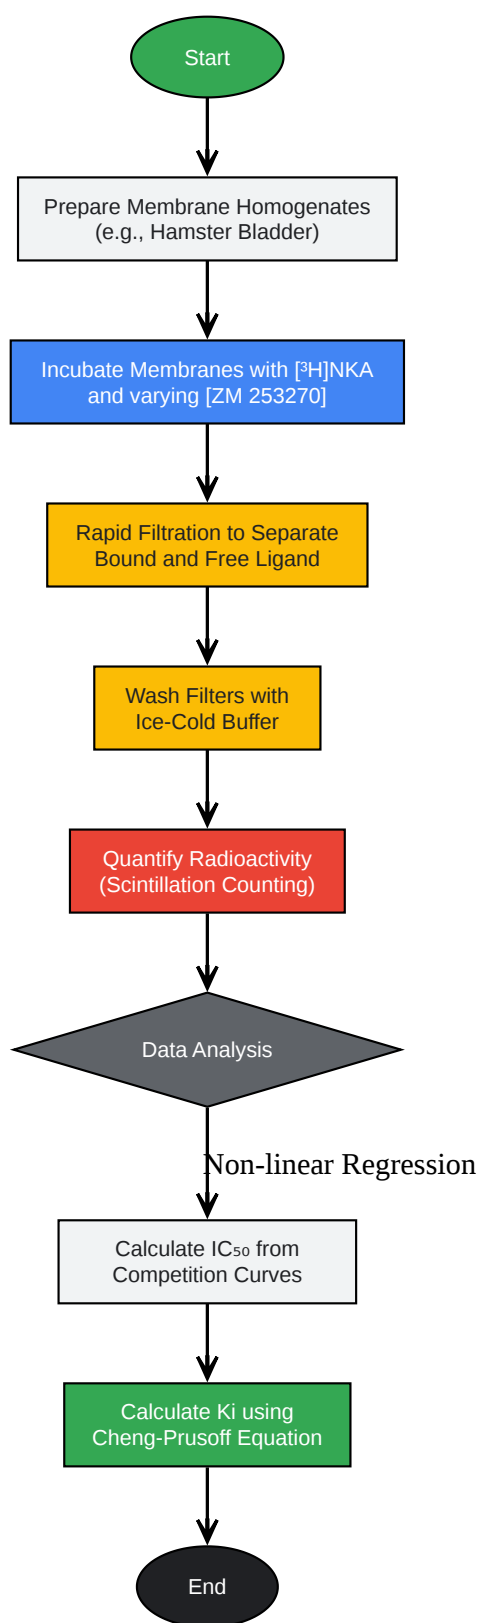 Start
Prepare Membrane Homogenates
(e.g., Hamster Bladder)
Incubate Membranes with [³H]NKA
and varying [ZM 253270]
Rapid Filtration to Separate
Bound and Free Ligand
Wash Filters with
Ice-Cold Buffer
Quantify Radioactivity
(Scintillation Counting)
Data Analysis
Non-linear Regression
Calculate IC₅₀ from
Competition Curves
Calculate Ki using
Cheng-Prusoff Equation
End